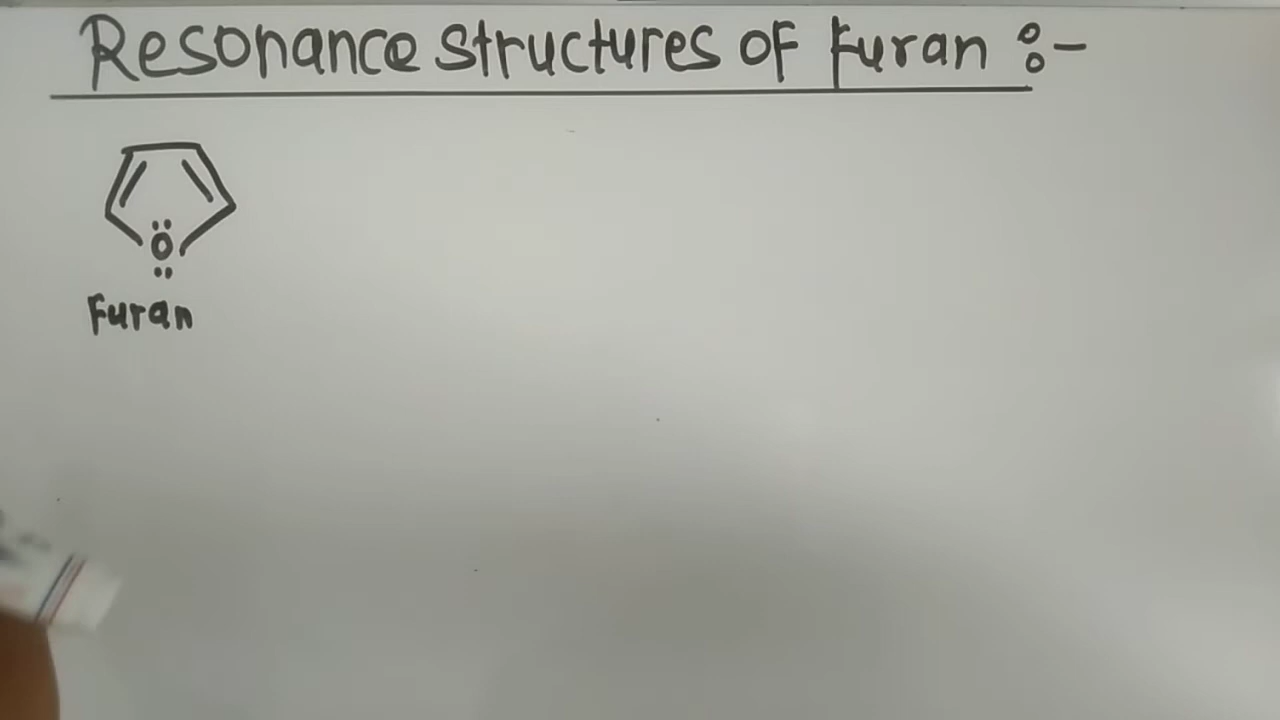 Resonance structures of Furan :-
Ö
Furan